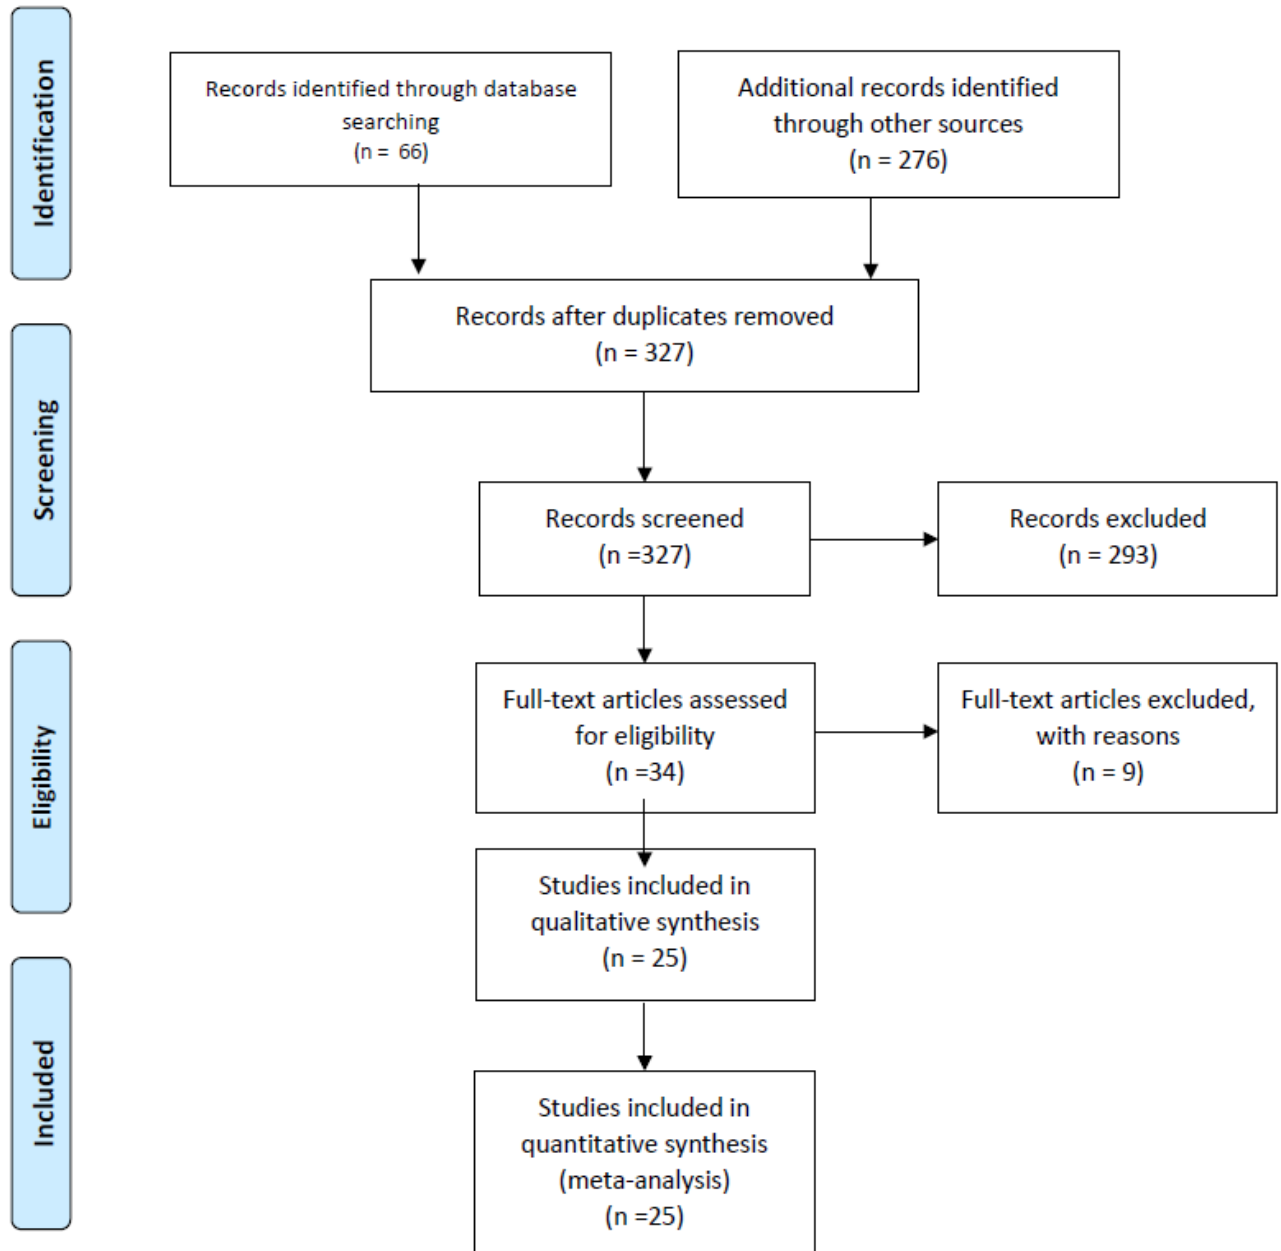 Identification
Records identified through database
searching
(n = 66)
Additional records identified
through other sources
(n = 276)
Records after duplicates removed
(n = 327)
Screening
Records screened
(n =327)
Records excluded
(n = 293)
Eligibility
Full-text articles assessed
for eligibility
(n =34)
Full-text articles excluded,
with reasons
(n = 9)
Studies included in
qualitative synthesis
(n = 25)
Included
Studies included in
quantitative synthesis
(meta-analysis)
(n =25)